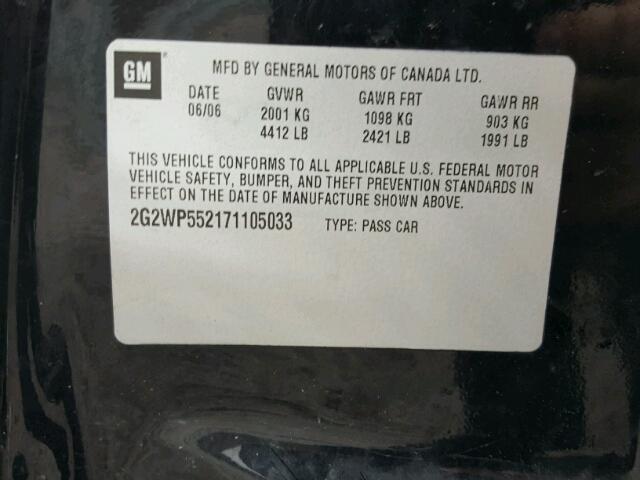 GM
MFD BY GENERAL MOTORS OF CANADA LTD.
DATE GVWR GAWR FRT GAWR RR
06/06 2001 KG 1098 KG 903 KG
4412 LB 2421 LB 1991 LB
THIS VEHICLE CONFORMS TO ALL APPLICABLE U.S. FEDERAL MOTOR
VEHICLE SAFETY, BUMPER, AND THEFT PREVENTION STANDARDS IN
EFFECT ON THE DATE OF MANUFACTURE SHOWN ABOVE.
2G2WP552171105033 TYPE: PASS CAR